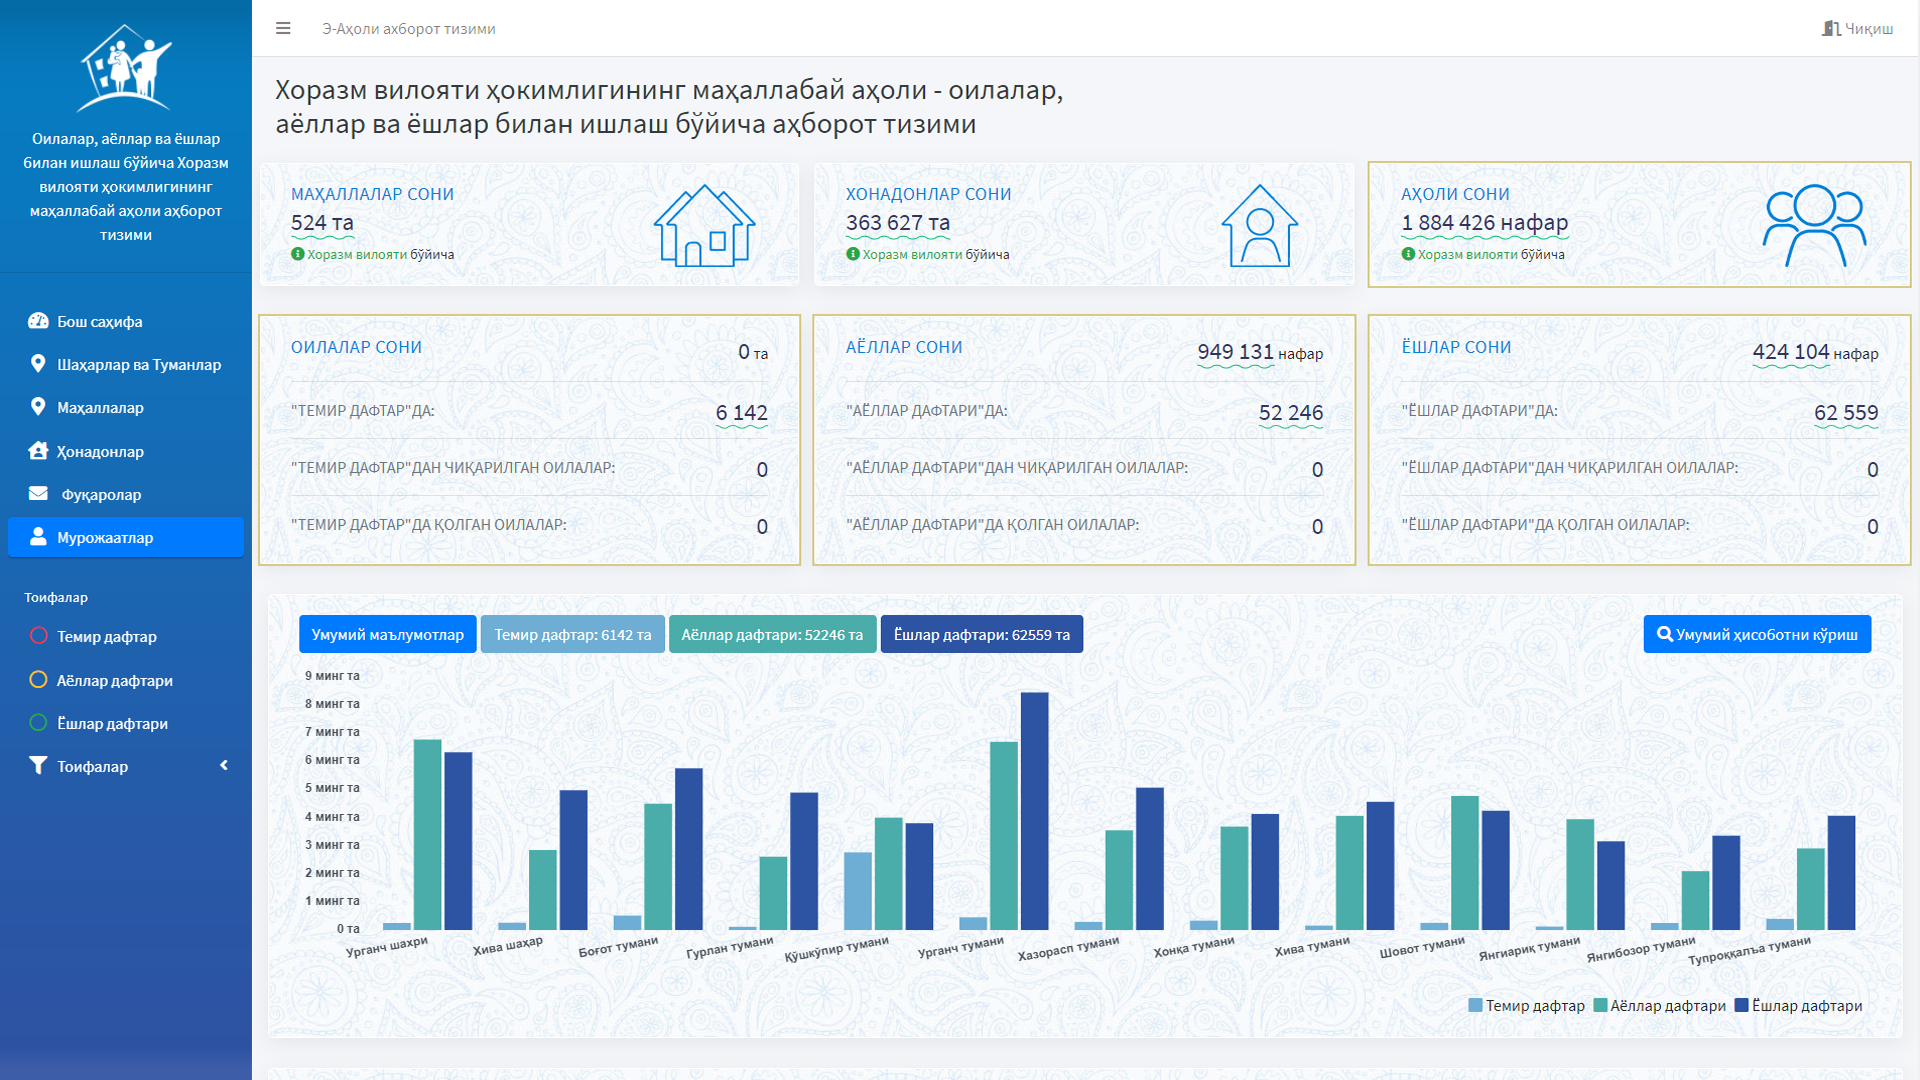 Оилалар, аёллар ва ёшлар
билан ишлаш бўйича Хоразм
вилояти ҳокимлигининг
маҳаллабай аҳоли аҳборот
тизими
Бош саҳифа
Шаҳарлар ва Туманлар
Маҳаллалар
Ҳонадонлар
Фуқаролар
Мурожаатлар
Тоифалар
Темир дафтар
Аёллар дафтари
Ёшлар дафтари
Тоифалар
Э-Аҳоли ахборот тизими
Чиқиш
Хоразм вилояти ҳокимлигининг маҳаллабай аҳоли - оилалар,
аёллар ва ёшлар билан ишлаш бўйича аҳборот тизими
МАҲАЛЛАЛАР СОНИ
524 та
Хоразм вилояти бўйича
ХОНАДОНЛАР СОНИ
363 627 та
Хоразм вилояти бўйича
АҲОЛИ СОНИ
1 884 426 нафар
Хоразм вилояти бўйича
ОИЛАЛАР СОНИ 0 та
"ТЕМИР ДАФТАР"ДА: 6 142
"ТЕМИР ДАФТАР"ДАН ЧИҚАРИЛГАН ОИЛАЛАР: 0
"ТЕМИР ДАФТАР"ДА ҚОЛГАН ОИЛАЛАР: 0
АЁЛЛАР СОНИ 949 131 нафар
"АЁЛЛАР ДАФТАРИ"ДА: 52 246
"АЁЛЛАР ДАФТАРИ"ДАН ЧИҚАРИЛГАН ОИЛАЛАР: 0
"АЁЛЛАР ДАФТАРИ"ДА ҚОЛГАН ОИЛАЛАР: 0
ЁШЛАР СОНИ 424 104 нафар
"ЁШЛАР ДАФТАРИ"ДА: 62 559
"ЁШЛАР ДАФТАРИ"ДАН ЧИҚАРИЛГАН ОИЛАЛАР: 0
"ЁШЛАР ДАФТАРИ"ДА ҚОЛГАН ОИЛАЛАР: 0
Умумий маълумотлар
Темир дафтар: 6142 та
Аёллар дафтари: 52246 та
Ёшлар дафтари: 62559 та
Умумий ҳисоботни кўриш
9 минг та
8 минг та
7 минг та
6 минг та
5 минг та
4 минг та
3 минг та
2 минг та
1 минг та
0 та
Урганч шахри
Хива шаҳар
Боғот тумани
Гурлан тумани
Қўшкўпир тумани
Урганч тумани
Хазорасп тумани
Хонқа тумани
Хива тумани
Шовот тумани
Янгиариқ тумани
Янгибозор тумани
Тупроққалъа тумани
Темир дафтар
Аёллар дафтари
Ёшлар дафтари